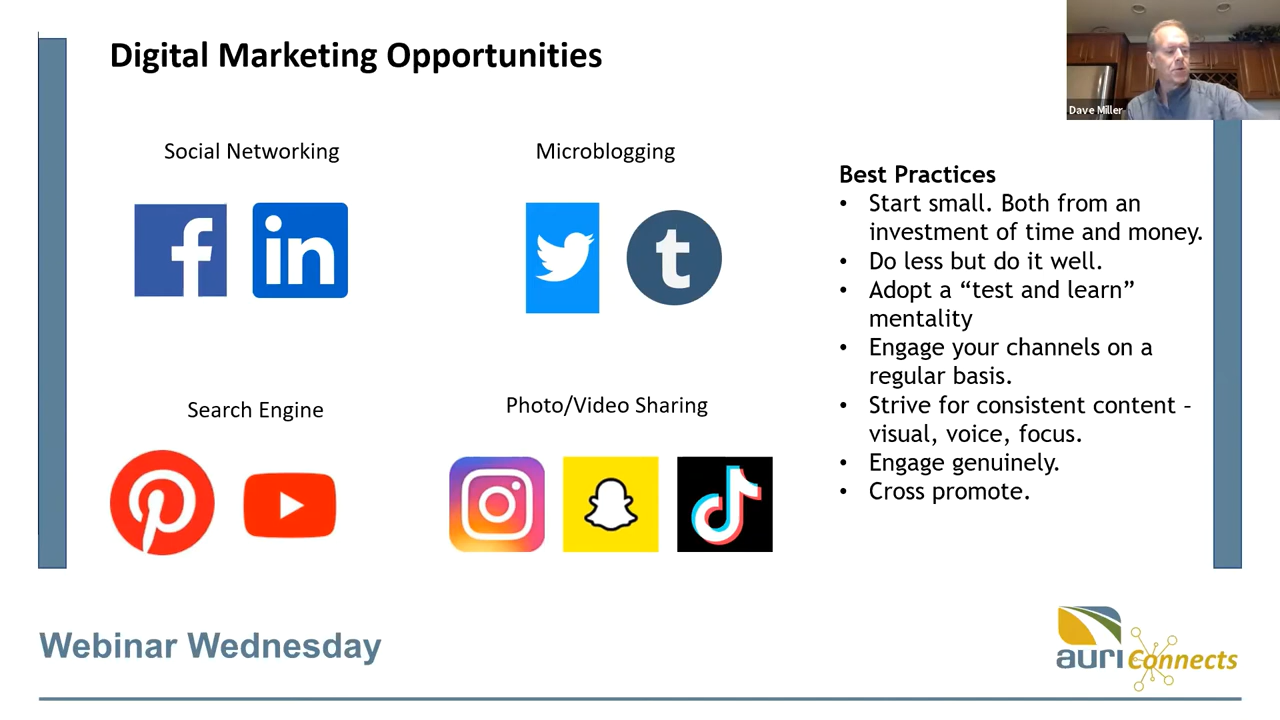 Digital Marketing Opportunities
Dave Miller
Social Networking
Microblogging
f
in
t
Search Engine
Photo/Video Sharing
Best Practices
• Start small. Both from an
investment of time and money.
• Do less but do it well.
• Adopt a “test and learn”
mentality
• Engage your channels on a
regular basis.
• Strive for consistent content –
visual, voice, focus.
• Engage genuinely.
• Cross promote.
Webinar Wednesday
auri Connects